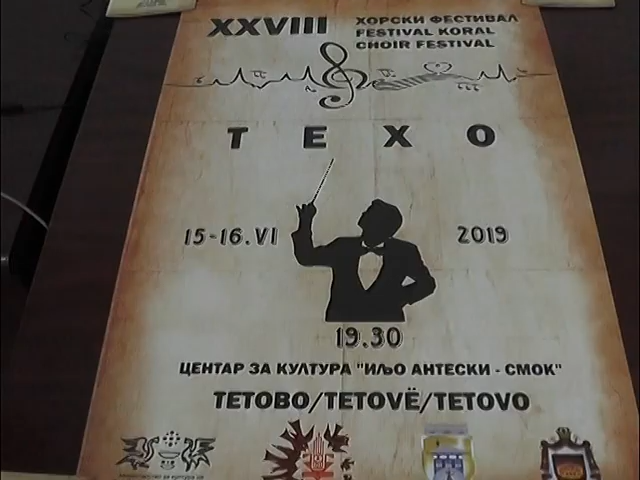 XXVIII
ХОРСКИ ФЕСТИВАЛ
FESTIVAL KORAL
CHOIR FESTIVAL
ТЕХО
15-16.VI
2019
19.30
ЦЕНТАР ЗА КУЛТУРА "ИЉО АНТЕСКИ - СМОК"
ТЕТОВО/TETOVË/TETOVO